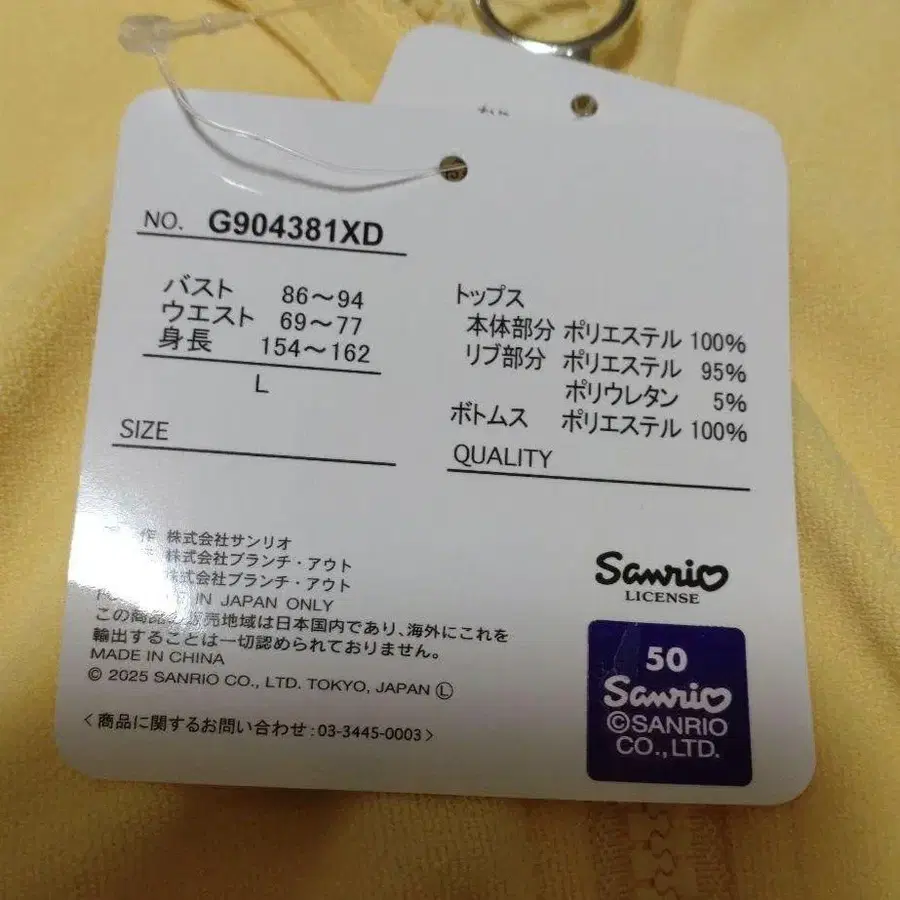 NO. G904381XD
バスト 86～94
ウエスト 69～77
身長 154～162
L
SIZE
トップス
本体部分 ポリエステル 100%
リブ部分 ポリエステル 95%
ポリウレタン 5%
ボトムス ポリエステル 100%
QUALITY
作 株式会社サンリオ
株式会社ブランチ・アウト
株式会社ブランチ・アウト
IN JAPAN ONLY
この商品の販売地域は日本国内であり、海外にこれを
輸出することは一切認められておりません。
MADE IN CHINA
© 2025 SANRIO CO., LTD. TOKYO, JAPAN Ⓛ
<商品に関するお問い合わせ:03-3445-0003>
Sanrio
LICENSE
50
Sanrio
©SANRIO
CO.,LTD.